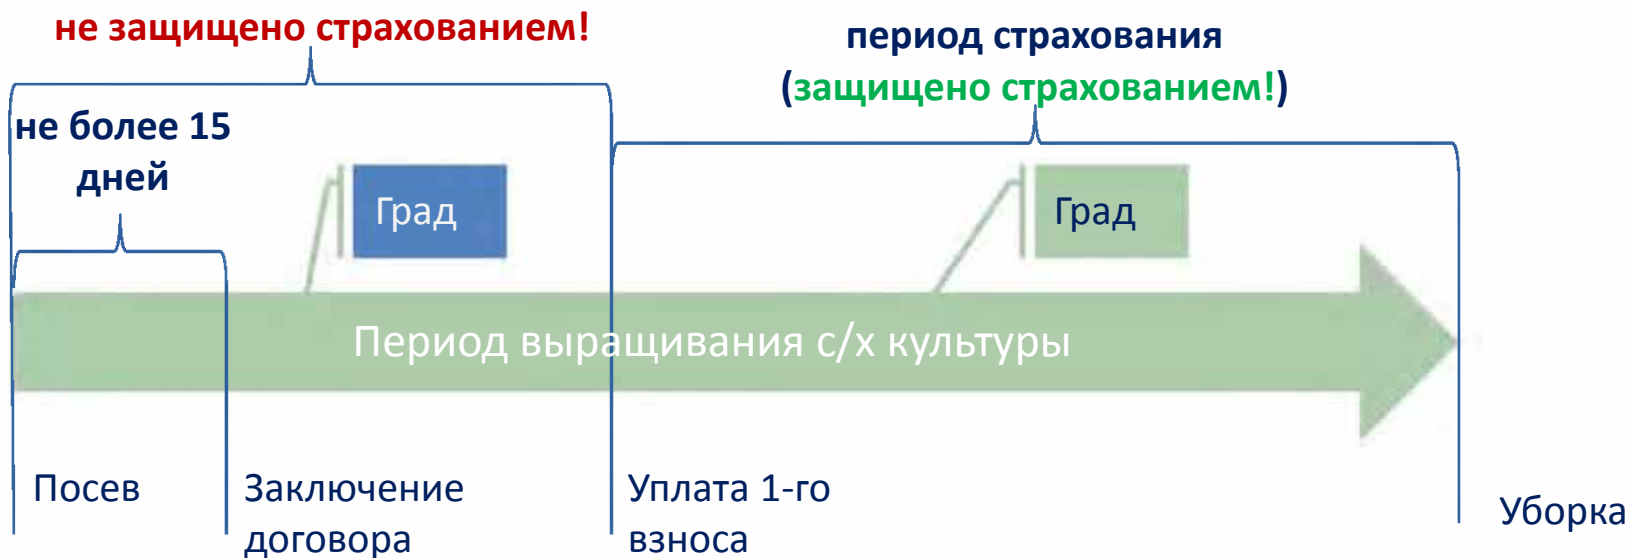 не защищено страхованием!
период страхования
(защищено страхованием!)
не более 15
дней
Град
Град
Период выращивания с/х культуры
Посев
Заключение
договора
Уплата 1-го
взноса
Уборка